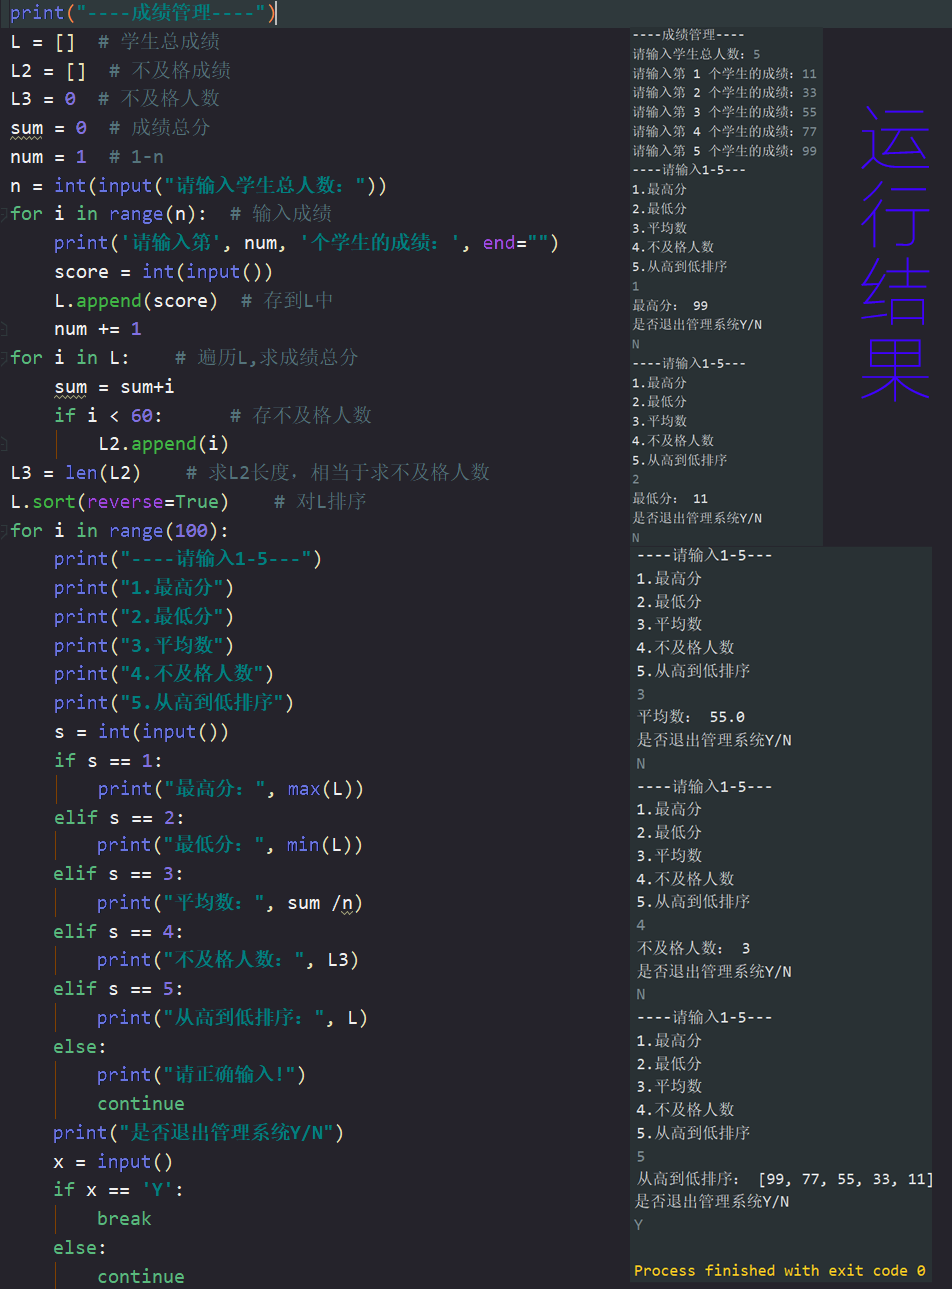 print("----成绩管理----")
L = []  # 学生总成绩
L2 = []  # 不及格成绩
L3 = 0  # 不及格人数
sum = 0  # 成绩总分
num = 1  # 1-n
n = int(input("请输入学生总人数："))
for i in range(n):  # 输入成绩
    print('请输入第', num, '个学生的成绩：', end="")
    score = int(input())
    L.append(score)  # 存到L中
    num += 1
for i in L:    # 遍历L,求成绩总分
    sum = sum+i
    if i < 60:      # 存不及格人数
        L2.append(i)
L3 = len(L2)    # 求L2长度，相当于求不及格人数
L.sort(reverse=True)    # 对L排序
for i in range(100):
    print("----请输入1-5---")
    print("1.最高分")
    print("2.最低分")
    print("3.平均数")
    print("4.不及格人数")
    print("5.从高到低排序")
    s = int(input())
    if s == 1:
        print("最高分：", max(L))
    elif s == 2:
        print("最低分：", min(L))
    elif s == 3:
        print("平均数：", sum /n)
    elif s == 4:
        print("不及格人数：", L3)
    elif s == 5:
        print("从高到低排序：", L)
    else:
        print("请正确输入!")
        continue
    print("是否退出管理系统Y/N")
    x = input()
    if x == 'Y':
        break
    else:
        continue
----成绩管理----
请输入学生总人数：5
请输入第 1 个学生的成绩：11
请输入第 2 个学生的成绩：33
请输入第 3 个学生的成绩：55
请输入第 4 个学生的成绩：77
请输入第 5 个学生的成绩：99
----请输入1-5---
1.最高分
2.最低分
3.平均数
4.不及格人数
5.从高到低排序
1
最高分： 99
是否退出管理系统Y/N
N
----请输入1-5---
1.最高分
2.最低分
3.平均数
4.不及格人数
5.从高到低排序
2
最低分： 11
是否退出管理系统Y/N
N
----请输入1-5---
1.最高分
2.最低分
3.平均数
4.不及格人数
5.从高到低排序
3
平均数： 55.0
是否退出管理系统Y/N
N
----请输入1-5---
1.最高分
2.最低分
3.平均数
4.不及格人数
5.从高到低排序
4
不及格人数： 3
是否退出管理系统Y/N
N
----请输入1-5---
1.最高分
2.最低分
3.平均数
4.不及格人数
5.从高到低排序
5
从高到低排序： [99, 77, 55, 33, 11]
是否退出管理系统Y/N
Y
Process finished with exit code 0
运行结果